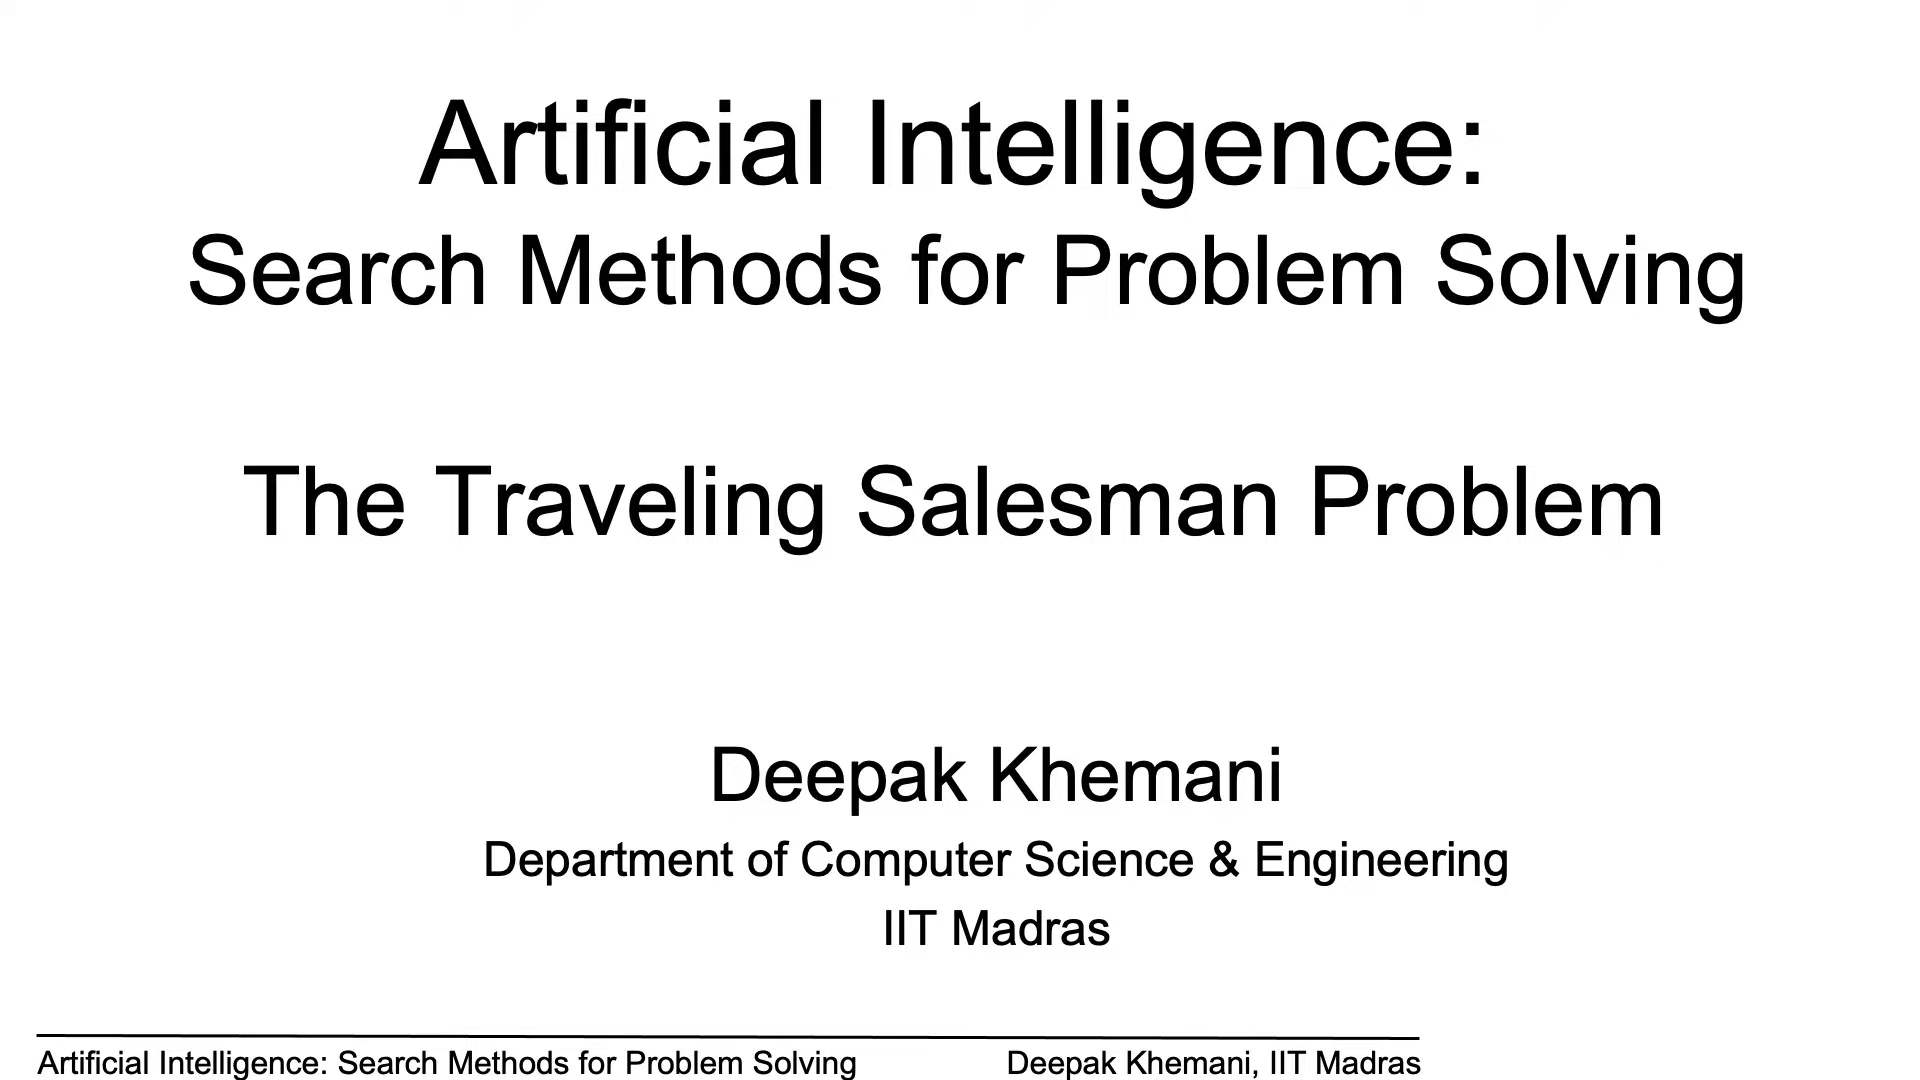 Artificial Intelligence:
Search Methods for Problem Solving
The Traveling Salesman Problem
Deepak Khemani
Department of Computer Science & Engineering
IIT Madras
Artificial Intelligence: Search Methods for Problem Solving Deepak Khemani, IIT Madras